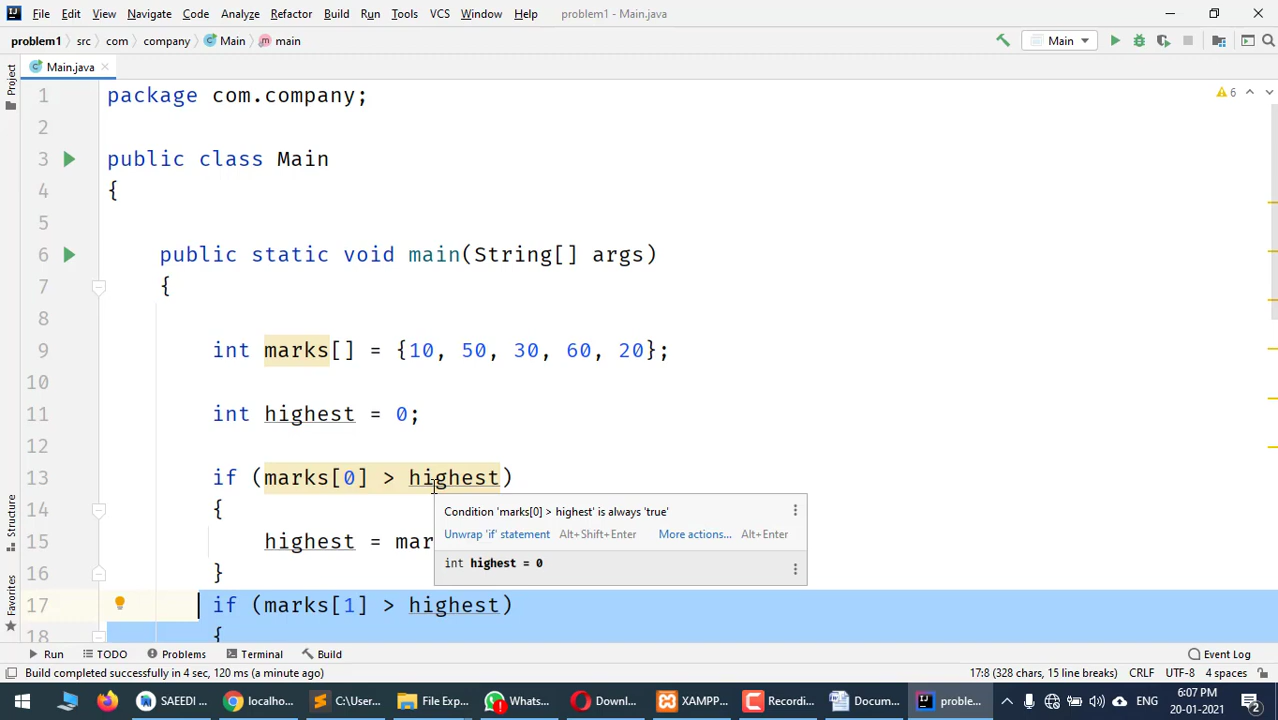 File Edit View Navigate Code Analyze Refactor Build Run Tools VCS Window Help problem1 - Main.java
problem1 src com company Main main Main
Main.java
Project
1 package com.company;
6
2
3 public class Main
4 {
5
6 public static void main(String[] args)
7 {
8
9 int marks[] = {10, 50, 30, 60, 20};
10
11 int highest = 0;
12
13 if (marks[0] > highest)
14 {
Condition 'marks[0] > highest' is always 'true'
Unwrap 'if' statement Alt+Shift+Enter More actions... Alt+Enter
15 highest = mar
int highest = 0
16 }
17 if (marks[1] > highest)
18 {
Structure
Favorites
Run TODO Problems Terminal Build Event Log
Build completed successfully in 4 sec, 120 ms (a minute ago) 17:8 (328 chars, 15 line breaks) CRLF UTF-8 4 spaces
SAEEDI localho... C:\User... File Exp... Whats... Downl... XAMPP... Recordi... Docum... proble... ENG 6:07 PM
20-01-2021
2